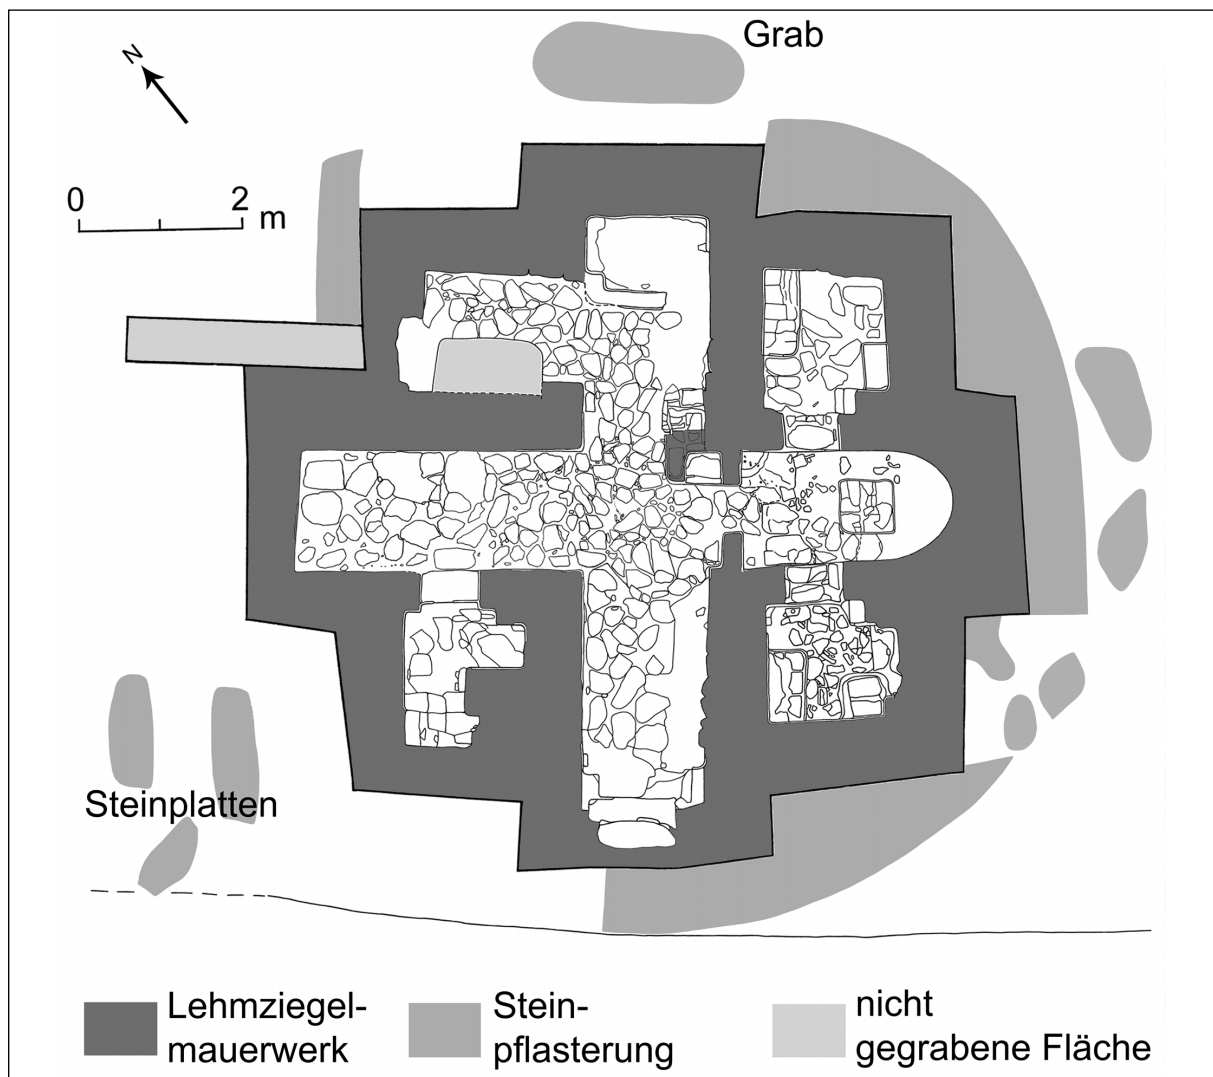 Grab
N
0 2 m
Steinplatten
Lehmziegel-
mauerwerk
Stein-
pflasterung
nicht
gegrabene Fläche